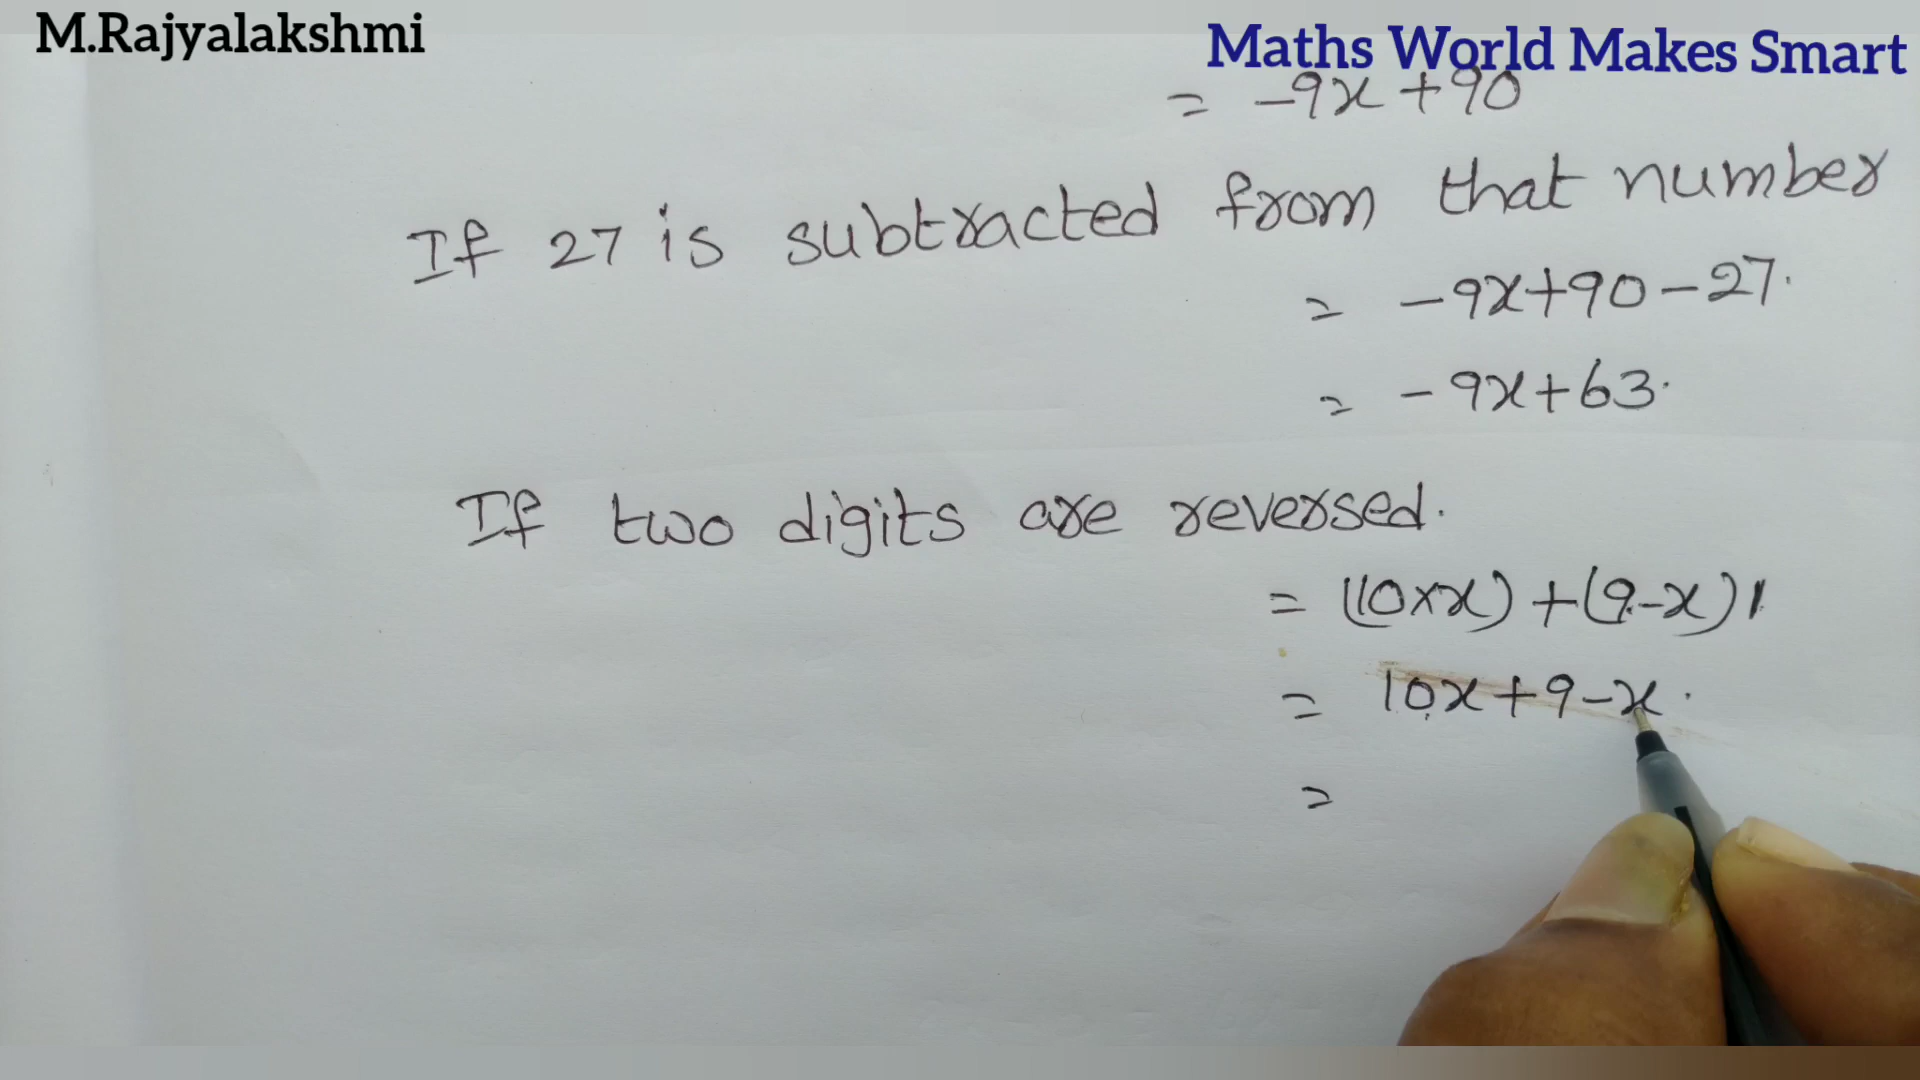 M.Rajyalakshmi
Maths World Makes Smart
= -9x+90
If 27 is subtracted from that number
= -9x+90-27.
= -9x+63.
If two digits are reversed.
= (10×x)+(9-x)1
= 10x+9-x.
=